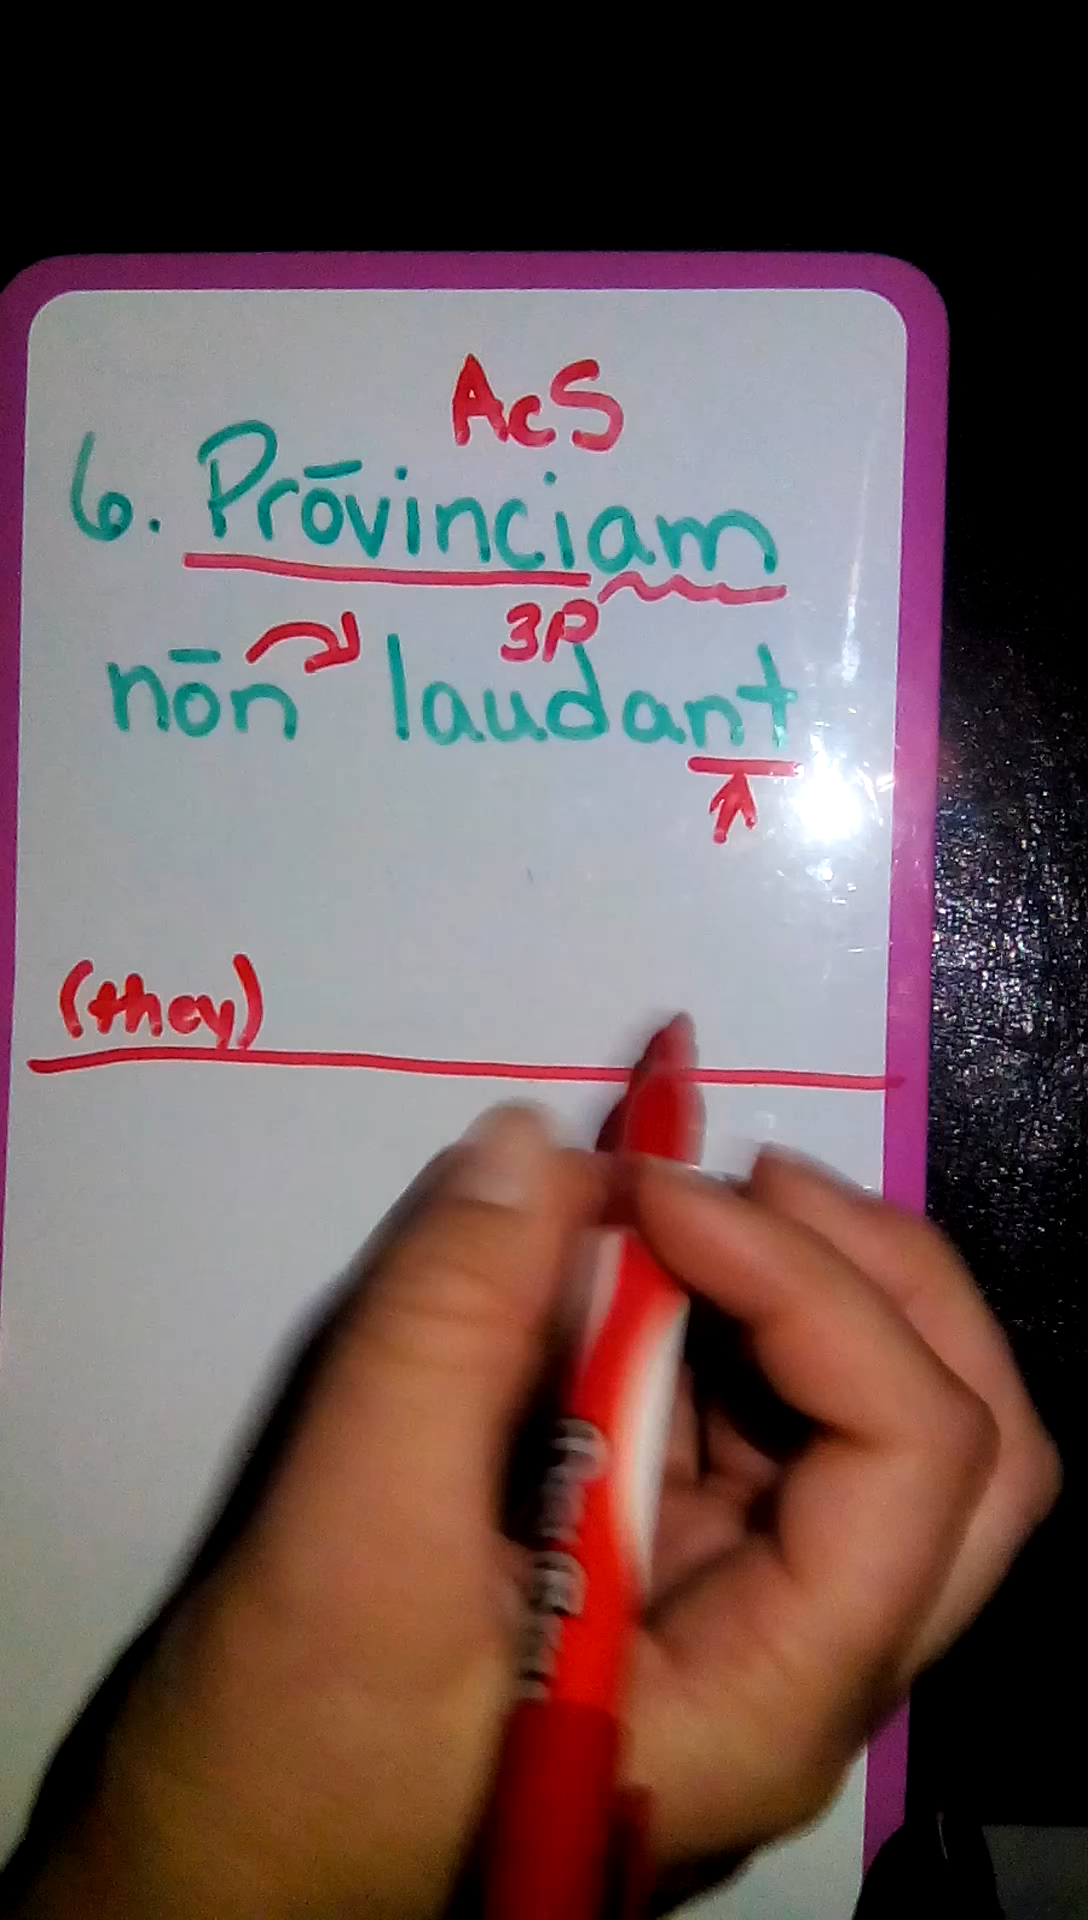 AcS
6. Prōvinciam
3P
nōn laudant
(they)